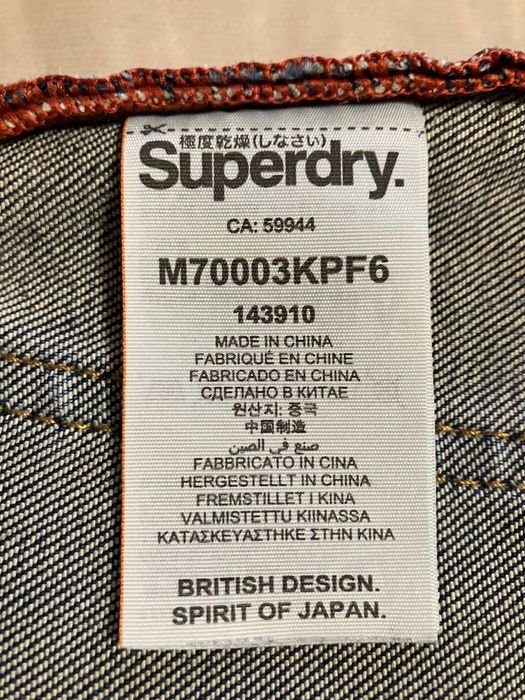 極度乾燥(しなさい)
Superdry.
CA: 59944
M70003KPF6
143910
MADE IN CHINA
FABRIQUÉ EN CHINE
FABRICADO EN CHINA
СДЕЛАНО В КИТАЕ
원산지: 중국
中国制造
صنع في الصين
FABBRICATO IN CINA
HERGESTELLT IN CHINA
FREMSTILLET I KINA
VALMISTETTU KIINASSA
ΚΑΤΑΣΚΕΥΑΣΤΗΚΕ ΣΤΗΝ ΚΙΝΑ
BRITISH DESIGN.
SPIRIT OF JAPAN.